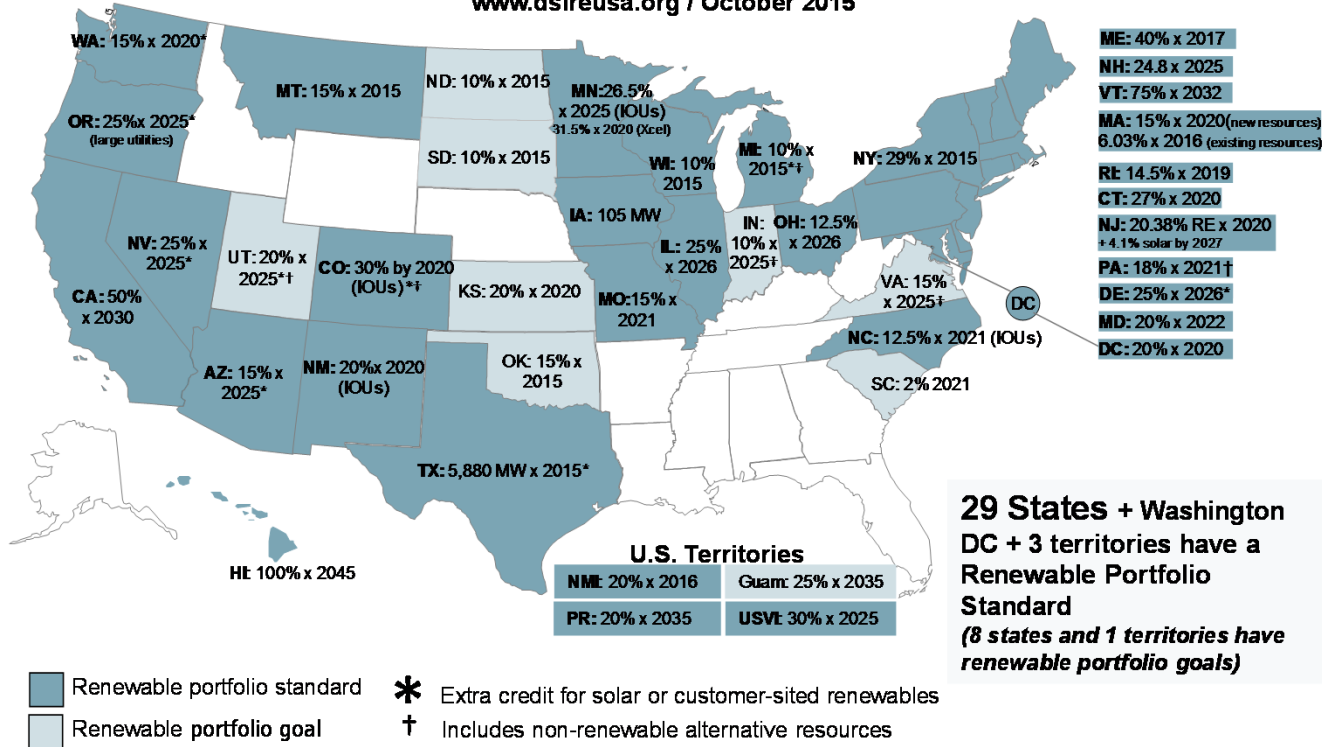 www.dsireusa.org / October 2015
WA: 15% x 2020*
OR: 25%x 2025*
(large utilities)
MT: 15% x 2015
ND: 10% x 2015
SD: 10% x 2015
MN:26.5%
x 2025 (IOUs)
31.5% x 2020 (Xcel)
WI: 10%
2015
MI: 10% x
2015*†
NY: 29% x 2015
IA: 105 MW
IL: 25%
x 2026
IN:
10% x
2025†
OH: 12.5%
x 2026
NV: 25% x
2025*
UT: 20% x
2025*†
CO: 30% by 2020
(IOUs) *†
KS: 20% x 2020
MO:15% x
2021
VA: 15%
x 2025†
DC
CA: 50%
x 2030
AZ: 15% x
2025*
NM: 20%x 2020
(IOUs)
OK: 15% x
2015
NC: 12.5% x 2021 (IOUs)
SC: 2% 2021
TX: 5,880 MW x 2015*
HI: 100% x 2045
ME: 40% x 2017
NH: 24.8 x 2025
VT: 75% x 2032
MA: 15% x 2020(new resources)
6.03% x 2016 (existing resources)
RI: 14.5% x 2019
CT: 27% x 2020
NJ: 20.38% RE x 2020
+ 4.1% solar by 2027
PA: 18% x 2021†
DE: 25% x 2026*
MD: 20% x 2022
DC: 20% x 2020
U.S. Territories
NMI: 20% x 2016
Guam: 25% x 2035
PR: 20% x 2035
USVI: 30% x 2025
29 States + Washington
DC + 3 territories have a
Renewable Portfolio
Standard
(8 states and 1 territories have
renewable portfolio goals)
Renewable portfolio standard
Renewable portfolio goal
* Extra credit for solar or customer-sited renewables
† Includes non-renewable alternative resources